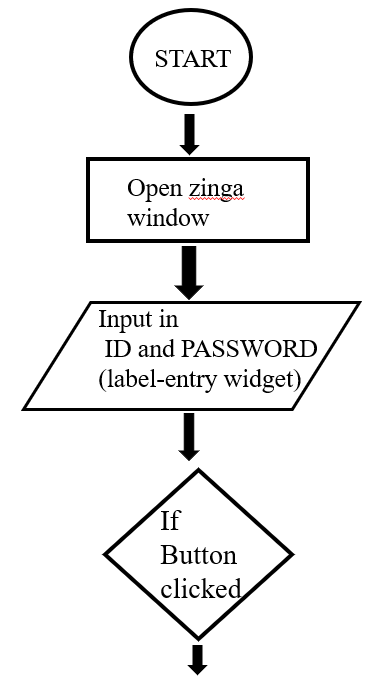 START
Open zinga
window
Input in
ID and PASSWORD
(label-entry widget)
If
Button
clicked